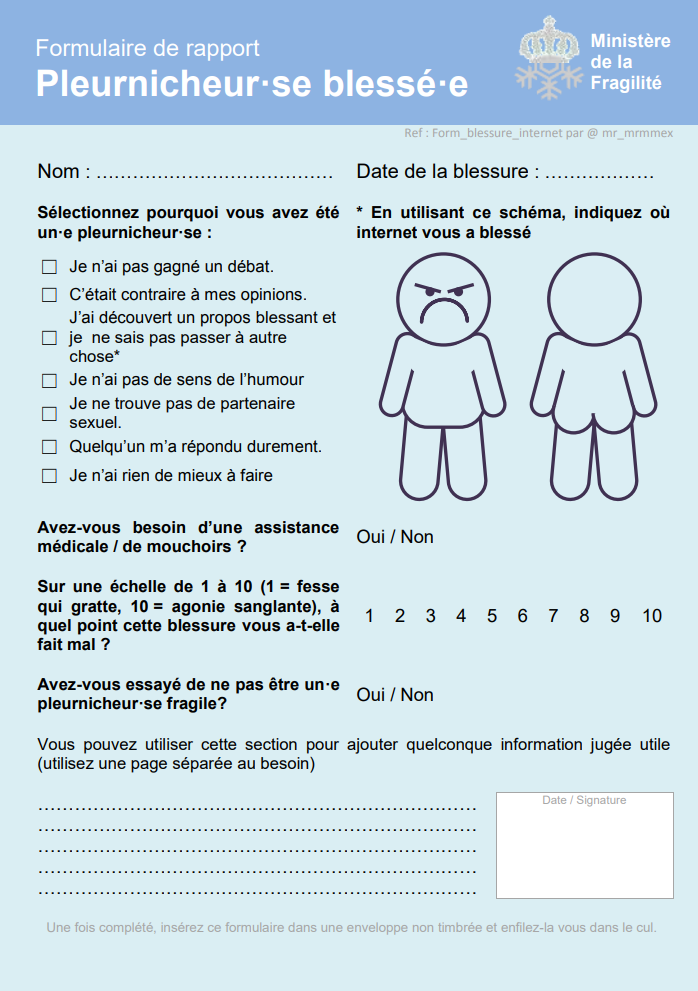 Formulaire de rapport
Pleurnicheur·se blessé·e
Ministère
de la
Fragilité
Ref : Form_blessure_internet par @ mr_mrmmex
Nom : ………………………………
Date de la blessure : ………………
Sélectionnez pourquoi vous avez été
un·e pleurnicheur·se :
☐ Je n’ai pas gagné un débat.
☐ C’était contraire à mes opinions.
☐ J’ai découvert un propos blessant et
je ne sais pas passer à autre
chose*
☐ Je n’ai pas de sens de l’humour
☐ Je ne trouve pas de partenaire
sexuel.
☐ Quelqu’un m’a répondu durement.
☐ Je n’ai rien de mieux à faire
* En utilisant ce schéma, indiquez où
internet vous a blessé
Avez-vous besoin d’une assistance
médicale / de mouchoirs ?
Oui / Non
Sur une échelle de 1 à 10 (1 = fesse
qui gratte, 10 = agonie sanglante), à
quel point cette blessure vous a-t-elle
fait mal ?
1 2 3 4 5 6 7 8 9 10
Avez-vous essayé de ne pas être un·e
pleurnicheur·se fragile?
Oui / Non
Vous pouvez utiliser cette section pour ajouter quelconque information jugée utile
(utilisez une page séparée au besoin)
……………………………………………………………
……………………………………………………………
……………………………………………………………
……………………………………………………………
……………………………………………………………
Date / Signature
Une fois complété, insérez ce formulaire dans une enveloppe non timbrée et enfilez-la vous dans le cul.